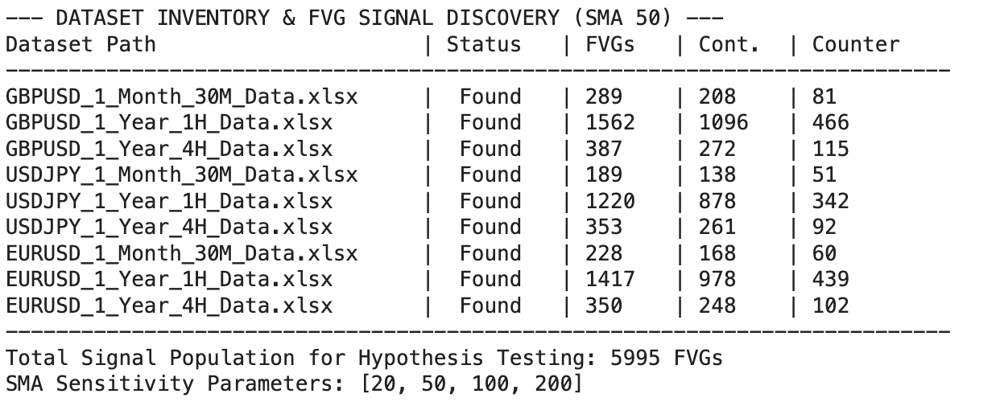 --- DATASET INVENTORY & FVG SIGNAL DISCOVERY (SMA 50) ---
Dataset Path | Status | FVGs | Cont. | Counter
---------------------------------------------------------------------------
GBPUSD_1_Month_30M_Data.xlsx | Found | 289 | 208 | 81
GBPUSD_1_Year_1H_Data.xlsx | Found | 1562 | 1096 | 466
GBPUSD_1_Year_4H_Data.xlsx | Found | 387 | 272 | 115
USDJPY_1_Month_30M_Data.xlsx | Found | 189 | 138 | 51
USDJPY_1_Year_1H_Data.xlsx | Found | 1220 | 878 | 342
USDJPY_1_Year_4H_Data.xlsx | Found | 353 | 261 | 92
EURUSD_1_Month_30M_Data.xlsx | Found | 228 | 168 | 60
EURUSD_1_Year_1H_Data.xlsx | Found | 1417 | 978 | 439
EURUSD_1_Year_4H_Data.xlsx | Found | 350 | 248 | 102
---------------------------------------------------------------------------
Total Signal Population for Hypothesis Testing: 5995 FVGs
SMA Sensitivity Parameters: [20, 50, 100, 200]